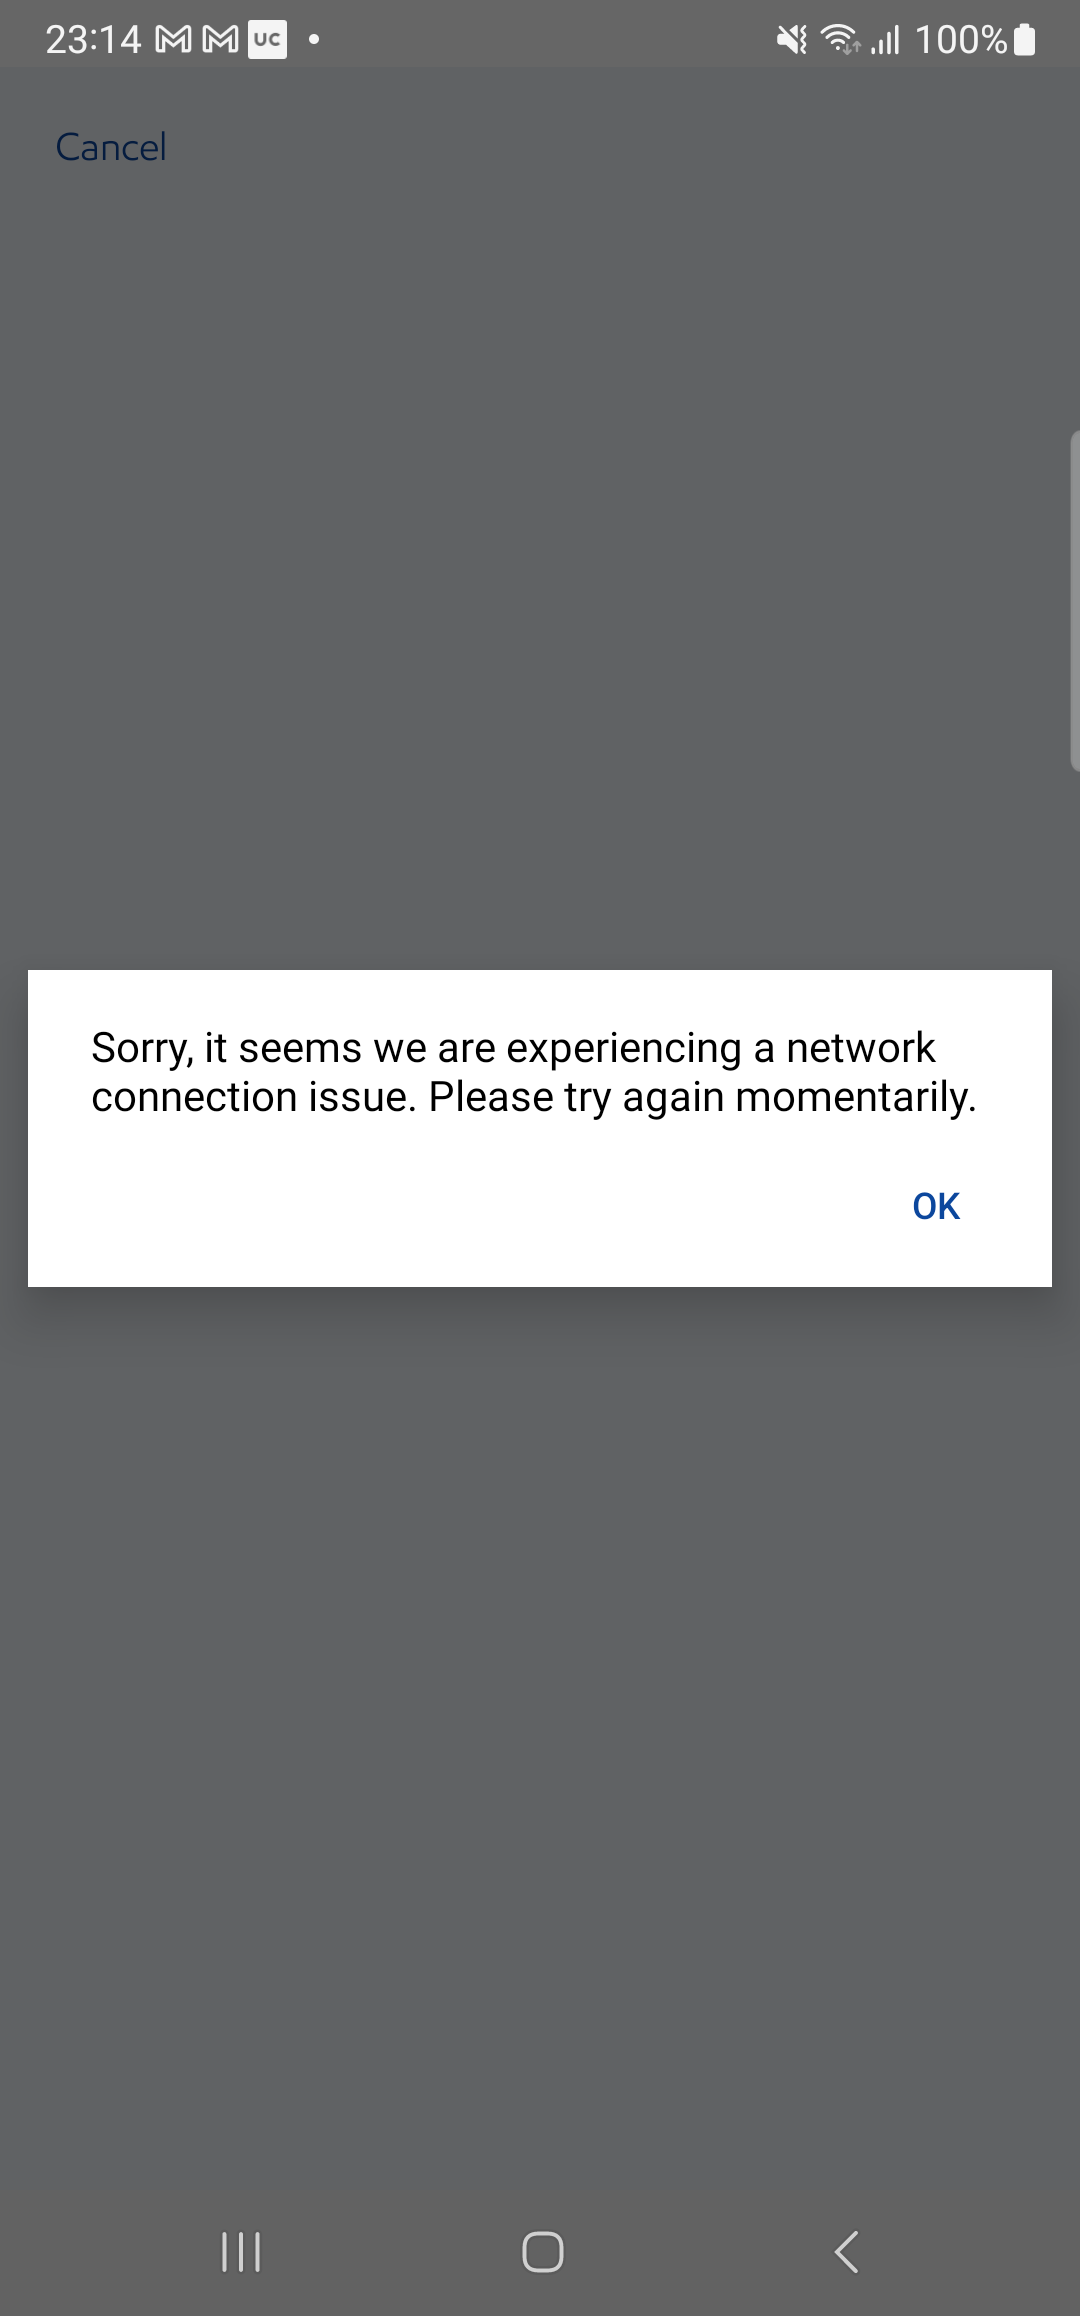 23:14 UC 100%
Cancel
Sorry, it seems we are experiencing a network
connection issue. Please try again momentarily.
OK